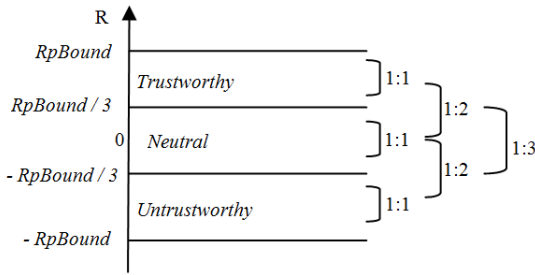 R
RpBound
Trustworthy
1:1
RpBound / 3
1:2
0
Neutral
1:1
1:3
- RpBound / 3
1:2
Untrustworthy
1:1
- RpBound